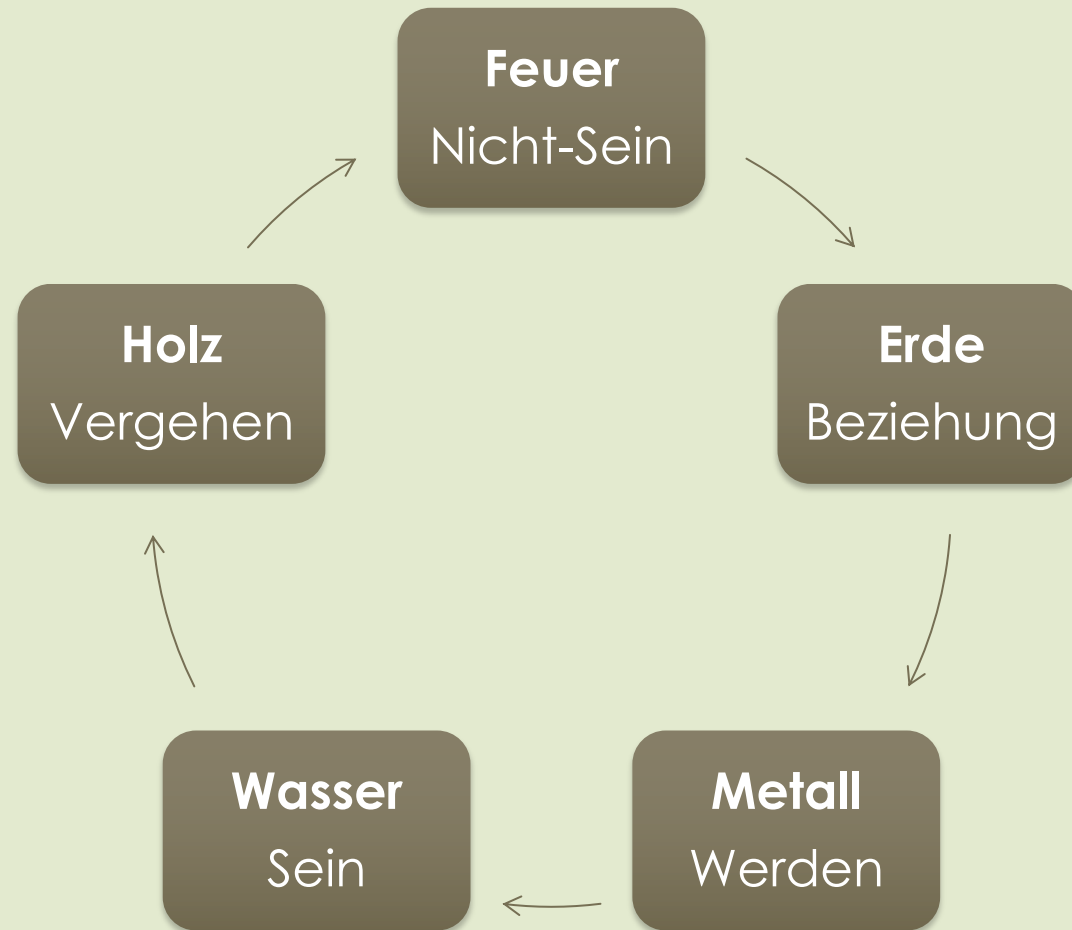 Feuer
Nicht-Sein
Holz
Vergehen
Erde
Beziehung
Wasser
Sein
Metall
Werden